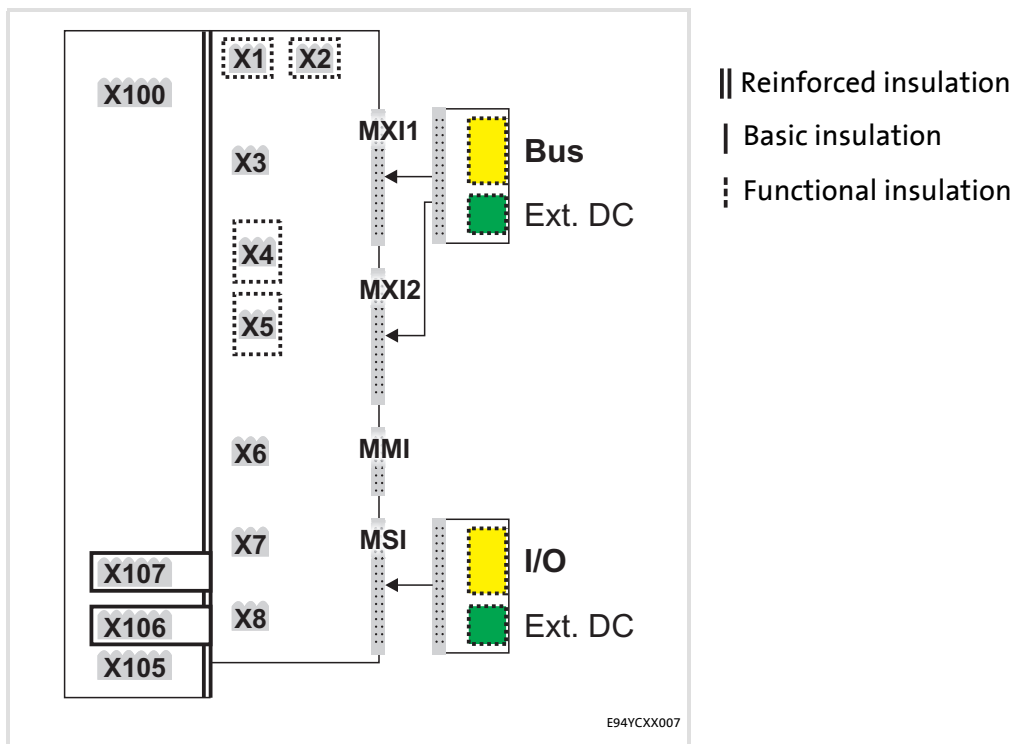 X1 X2
X100
MXI1
Bus
X3
Ext. DC
X4
MXI2
X5
X6
MMI
X7
MSI
X107
I/O
X8
X106
Ext. DC
X105
E94YCXX007
Reinforced insulation
Basic insulation
Functional insulation